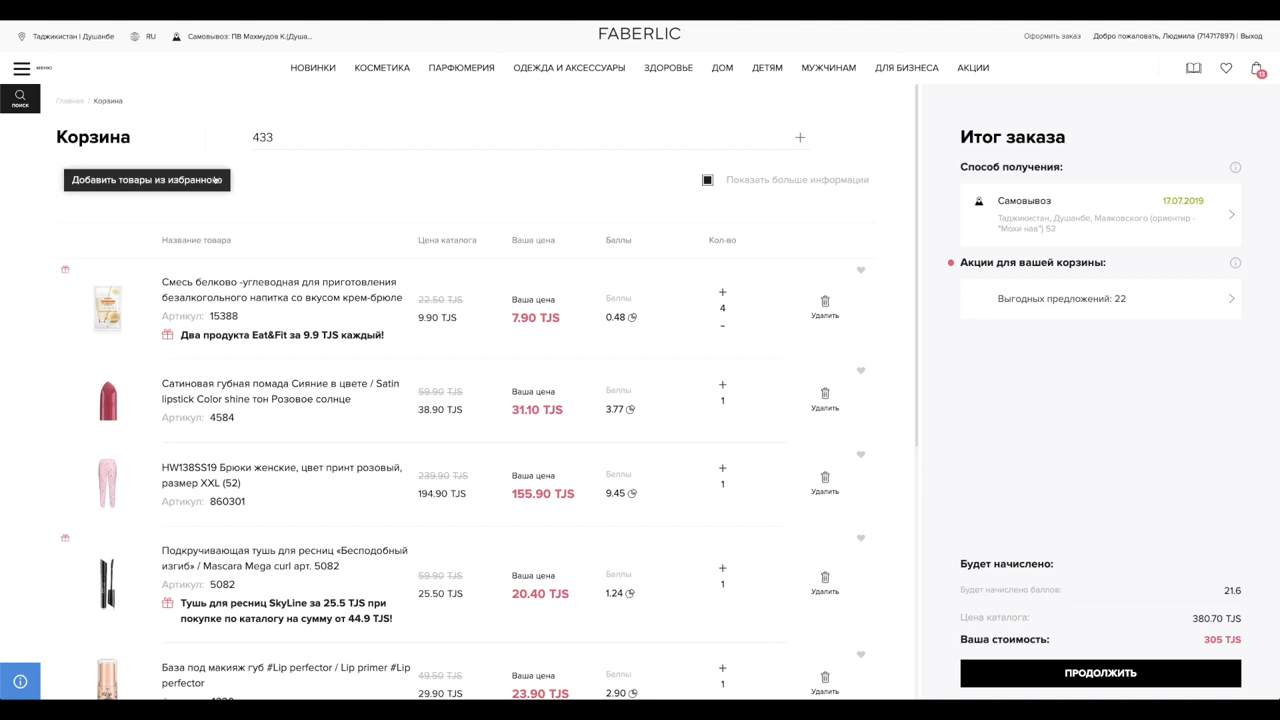 Таджикистан | Душанбе
RU
Самовывоз: ПВ Махмудов К.(Душа...
FABERLIC
Оформить заказ
Добро пожаловать, Людмила (714717897) | Выход
МЕНЮ
НОВИНКИ
КОСМЕТИКА
ПАРФЮМЕРИЯ
ОДЕЖДА И АКСЕССУАРЫ
ЗДОРОВЬЕ
ДОМ
ДЕТЯМ
МУЖЧИНАМ
ДЛЯ БИЗНЕСА
АКЦИИ
13
ПОИСК
Главная / Корзина
Корзина
433
Добавить товары из избранного
Показать больше информации
Название товара
Цена каталога
Ваша цена
Баллы
Кол-во
Смесь белково -углеводная для приготовления
безалкогольного напитка со вкусом крем-брюле
Артикул: 15388
Два продукта Eat&Fit за 9.9 TJS каждый!
22.50 TJS
9.90 TJS
Ваша цена
7.90 TJS
Баллы
0.48
+
4
-
Удалить
Сатиновая губная помада Сияние в цвете / Satin
lipstick Color shine тон Розовое солнце
Артикул: 4584
59.90 TJS
38.90 TJS
Ваша цена
31.10 TJS
Баллы
3.77
+
1
Удалить
HW138SS19 Брюки женские, цвет принт розовый,
размер XXL (52)
Артикул: 860301
239.90 TJS
194.90 TJS
Ваша цена
155.90 TJS
Баллы
9.45
+
1
Удалить
Подкручивающая тушь для ресниц «Бесподобный
изгиб» / Mascara Mega curl арт. 5082
Артикул: 5082
Тушь для ресниц SkyLine за 25.5 TJS при
покупке по каталогу на сумму от 44.9 TJS!
59.90 TJS
25.50 TJS
Ваша цена
20.40 TJS
Баллы
1.24
+
1
Удалить
База под макияж губ #Lip perfector / Lip primer #Lip
perfector
49.50 TJS
29.90 TJS
Ваша цена
23.90 TJS
Баллы
2.90
+
1
Удалить
Итог заказа
Способ получения:
Самовывоз
17.07.2019
Таджикистан, Душанбе, Маяковского (ориентир -
"Мохи нав") 52
Акции для вашей корзины:
Выгодных предложений: 22
Будет начислено:
Будет начислено баллов:
21.6
Цена каталога:
380.70 TJS
Ваша стоимость:
305 TJS
ПРОДОЛЖИТЬ